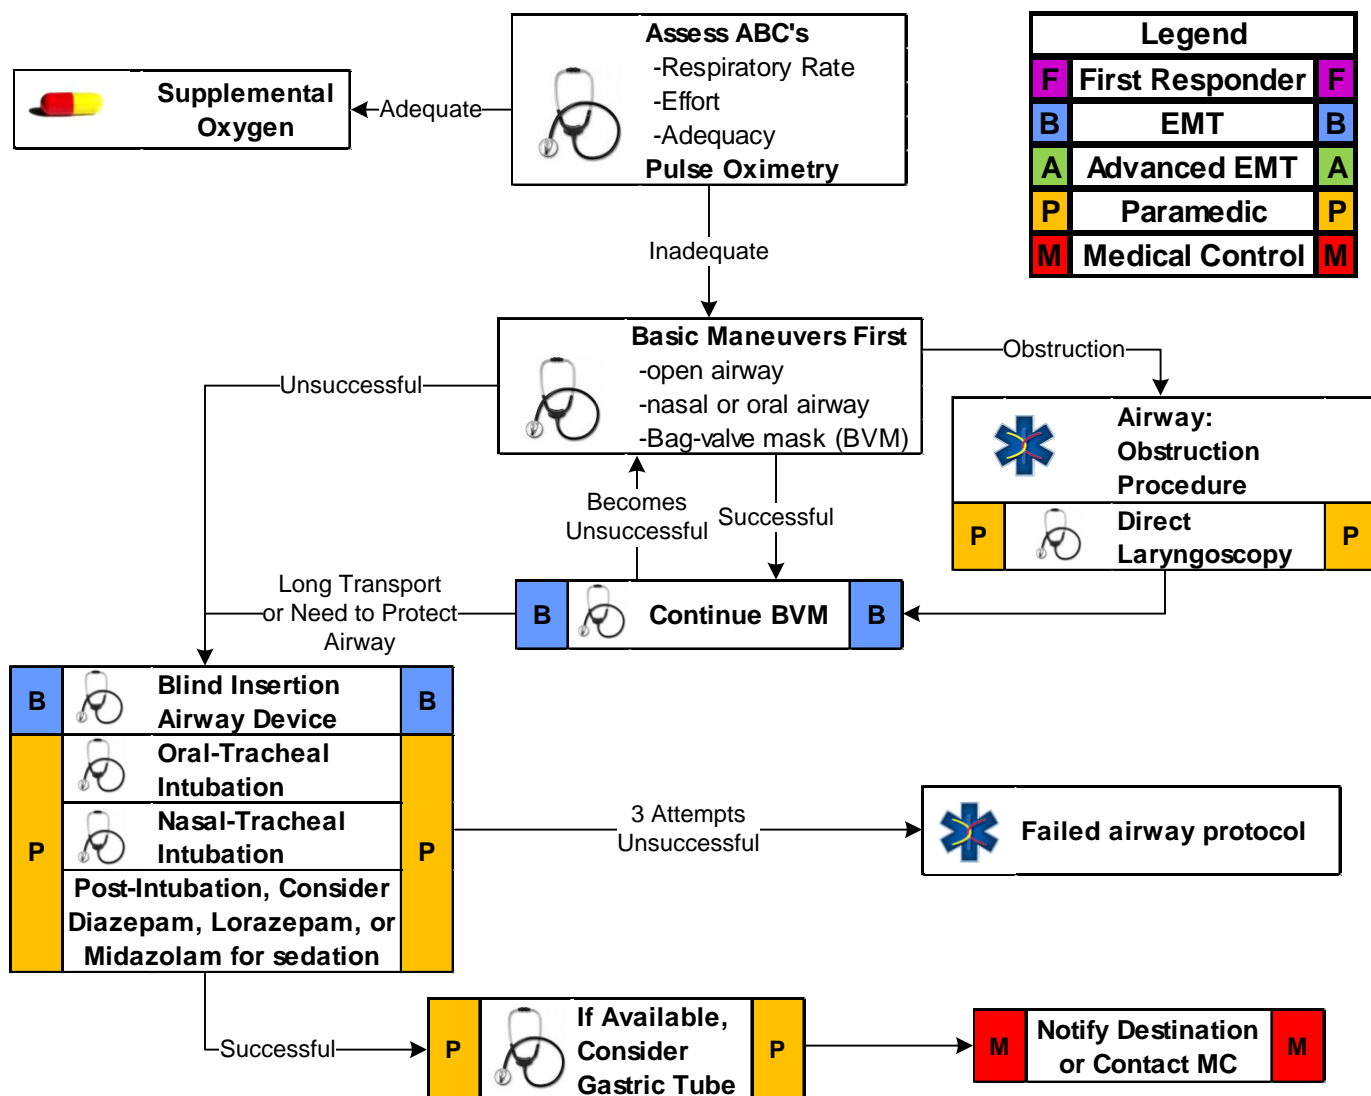 Assess ABC's
-Respiratory Rate
-Effort
-Adequacy
Pulse Oximetry
Legend
F First Responder F
B EMT B
A Advanced EMT A
P Paramedic P
M Medical Control M
Supplemental
Oxygen
Adequate
Inadequate
Basic Maneuvers First
-open airway
-nasal or oral airway
-Bag-valve mask (BVM)
Unsuccessful
Obstruction
Airway:
Obstruction
Procedure
P Direct P
Laryngoscopy
Becomes
Unsuccessful
Successful
Long Transport
or Need to Protect
Airway
B Continue BVM B
B Blind Insertion B
Airway Device
Oral-Tracheal
Intubation
Nasal-Tracheal
P Intubation P
Post-Intubation, Consider
Diazepam, Lorazepam, or
Midazolam for sedation
3 Attempts
Unsuccessful
Failed airway protocol
Successful
If Available,
P Consider P
Gastric Tube
M Notify Destination M
or Contact MC